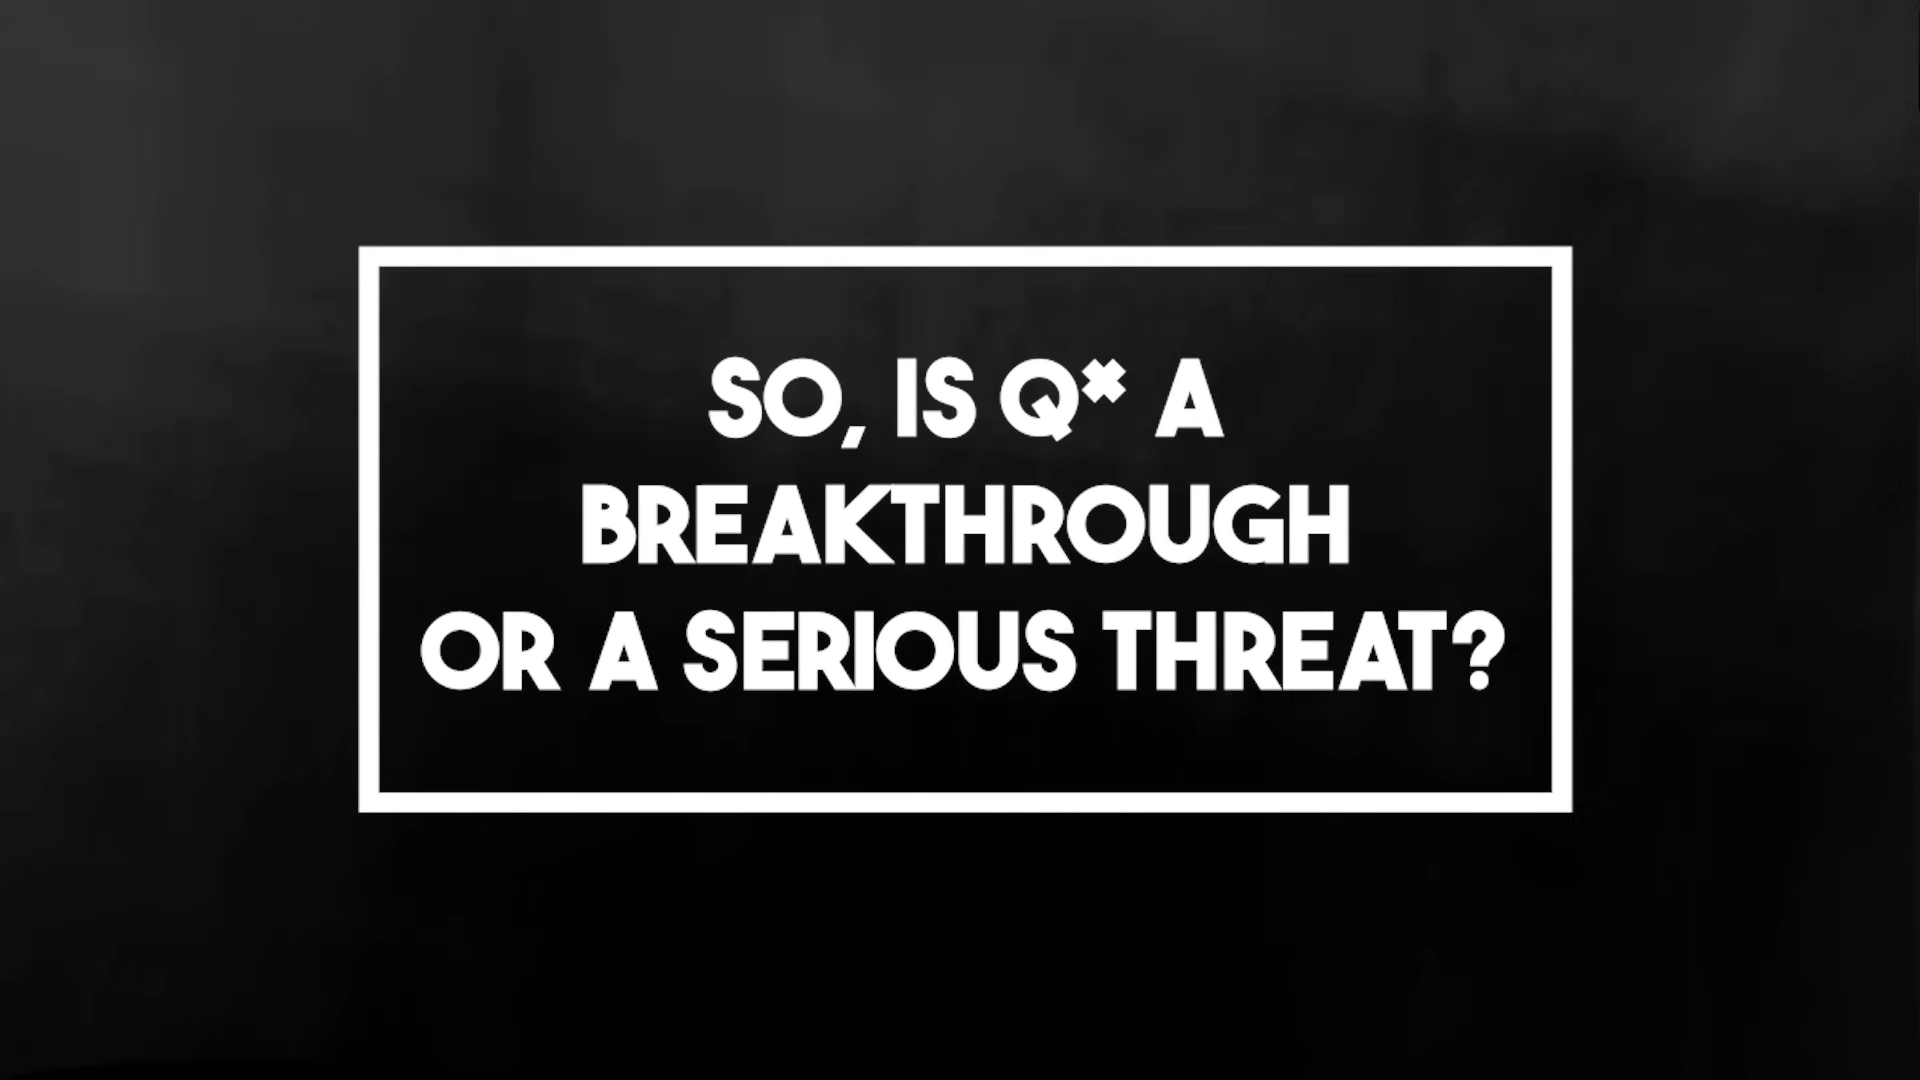 SO, IS Q* A
BREAKTHROUGH
OR A SERIOUS THREAT?